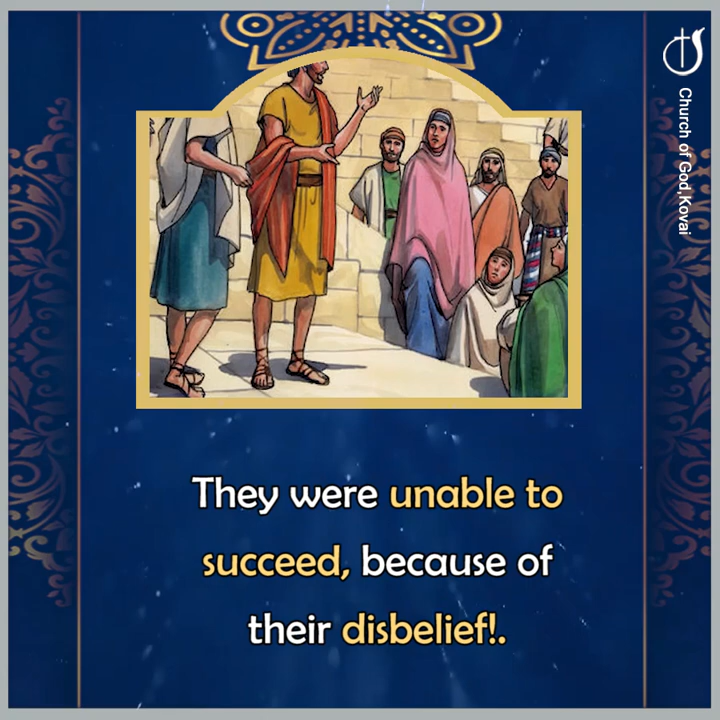 Church of God,Kovai
They were unable to
succeed, because of
their disbelief!.